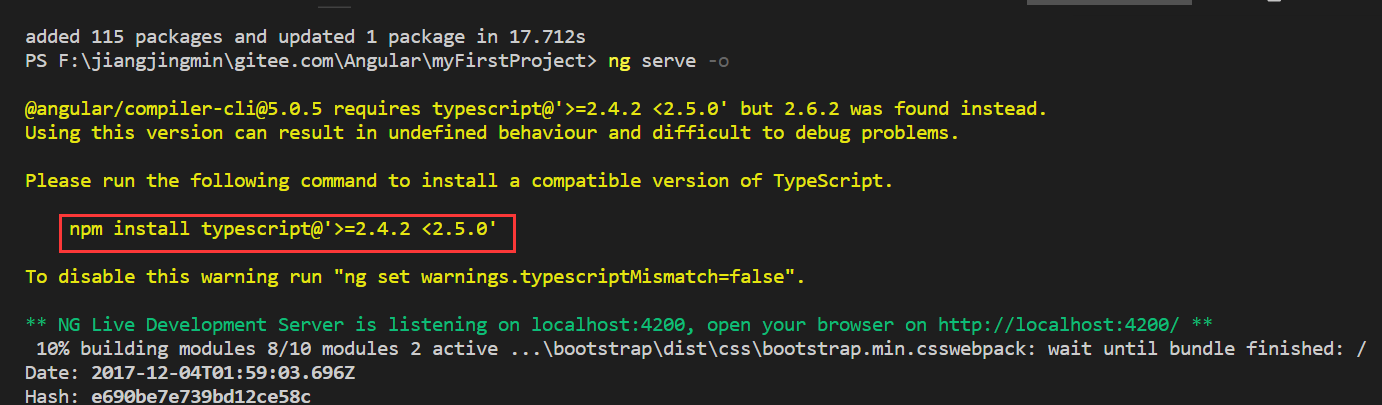 added 115 packages and updated 1 package in 17.712s
PS F:\jiangjingmin\gitee.com\Angular\myFirstProject> ng serve -o
@angular/compiler-cli@5.0.5 requires typescript@'>=2.4.2 <2.5.0' but 2.6.2 was found instead.
Using this version can result in undefined behaviour and difficult to debug problems.
Please run the following command to install a compatible version of TypeScript.
npm install typescript@'>=2.4.2 <2.5.0'
To disable this warning run "ng set warnings.typescriptMismatch=false".
** NG Live Development Server is listening on localhost:4200, open your browser on http://localhost:4200/ **
10% building modules 8/10 modules 2 active ...\bootstrap\dist\css\bootstrap.min.csswebpack: wait until bundle finished: /
Date: 2017-12-04T01:59:03.696Z
Hash: e690be7e739bd12ce58c